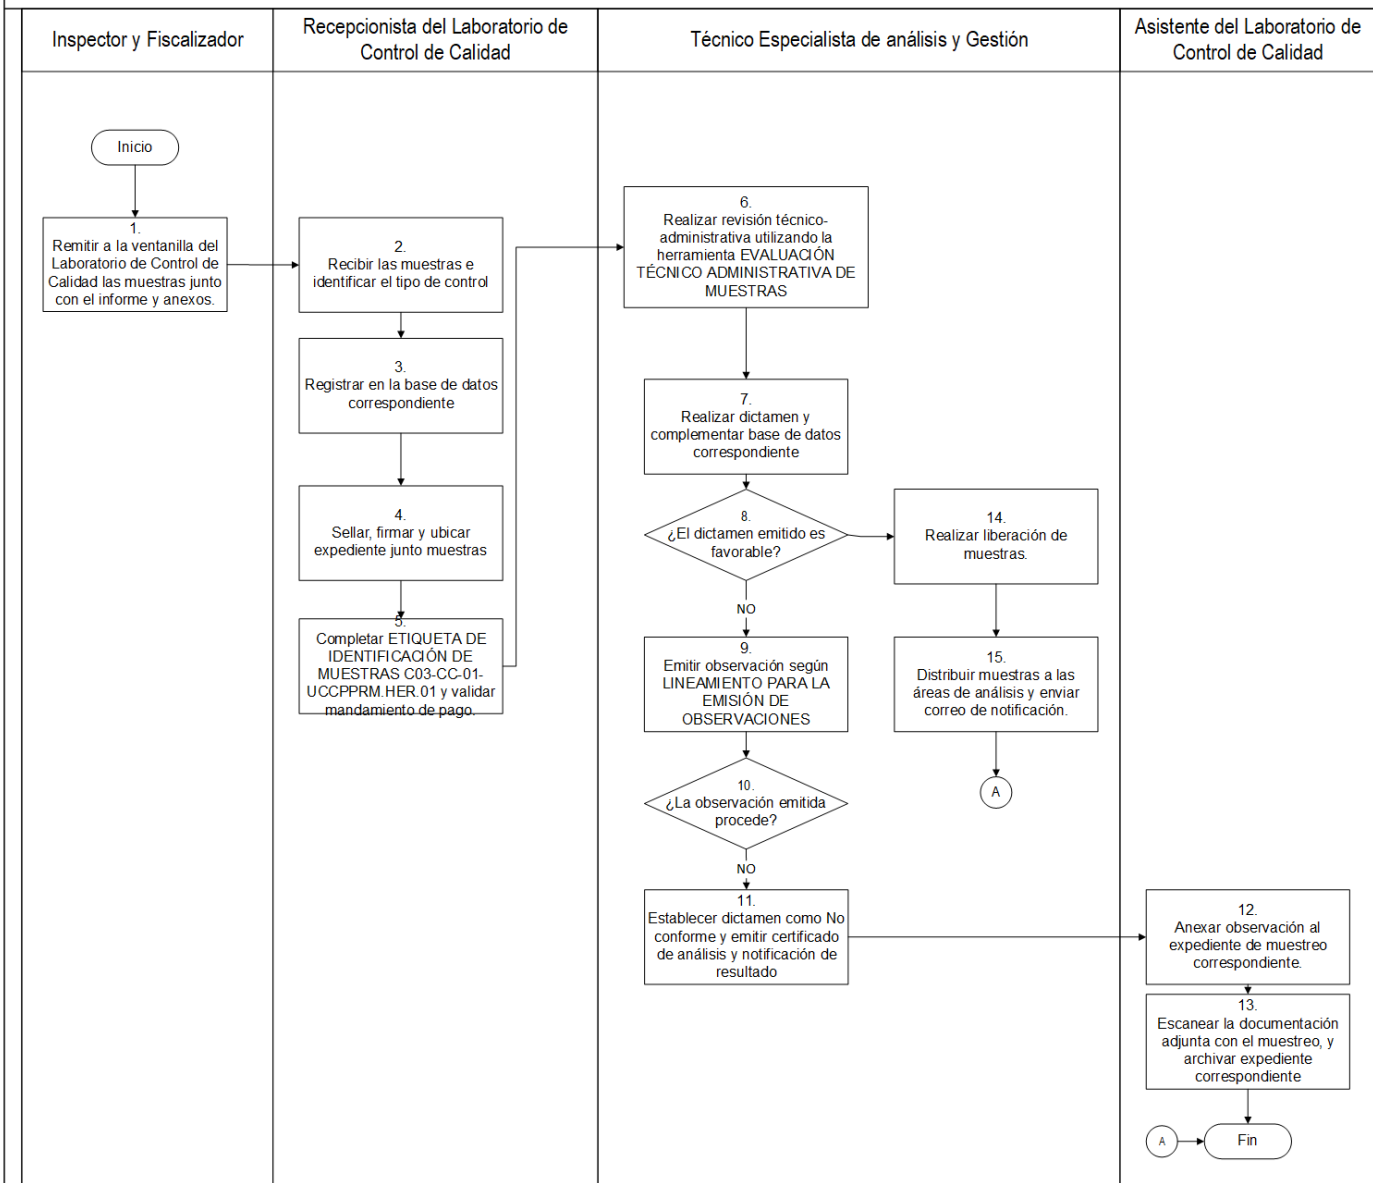 Inspector y Fiscalizador
Recepcionista del Laboratorio de
Control de Calidad
Técnico Especialista de análisis y Gestión
Asistente del Laboratorio de
Control de Calidad
Inicio
1.
Remitir a la ventanilla del
Laboratorio de Control de
Calidad las muestras junto
con el informe y anexos.
2.
Recibir las muestras e
identificar el tipo de control
3.
Registrar en la base de datos
correspondiente
4.
Sellar, firmar y ubicar
expediente junto muestras
5.
Completar ETIQUETA DE
IDENTIFICACIÓN DE
MUESTRAS C03-CC-01-
UCCPPRM.HER.01 y validar
mandamiento de pago.
6.
Realizar revisión técnico-
administrativa utilizando la
herramienta EVALUACIÓN
TÉCNICO ADMINISTRATIVA DE
MUESTRAS
7.
Realizar dictamen y
complementar base de datos
correspondiente
8.
¿El dictamen emitido es
favorable?
NO
9.
Emitir observación según
LINEAMIENTO PARA LA
EMISIÓN DE
OBSERVACIONES
10.
¿La observación emitida
procede?
NO
11.
Establecer dictamen como No
conforme y emitir certificado
de análisis y notificación de
resultado
14.
Realizar liberación de
muestras.
15.
Distribuir muestras a las
áreas de análisis y enviar
correo de notificación.
A
12.
Anexar observación al
expediente de muestreo
correspondiente.
13.
Escanear la documentación
adjunta con el muestreo, y
archivar expediente
correspondiente
A
Fin